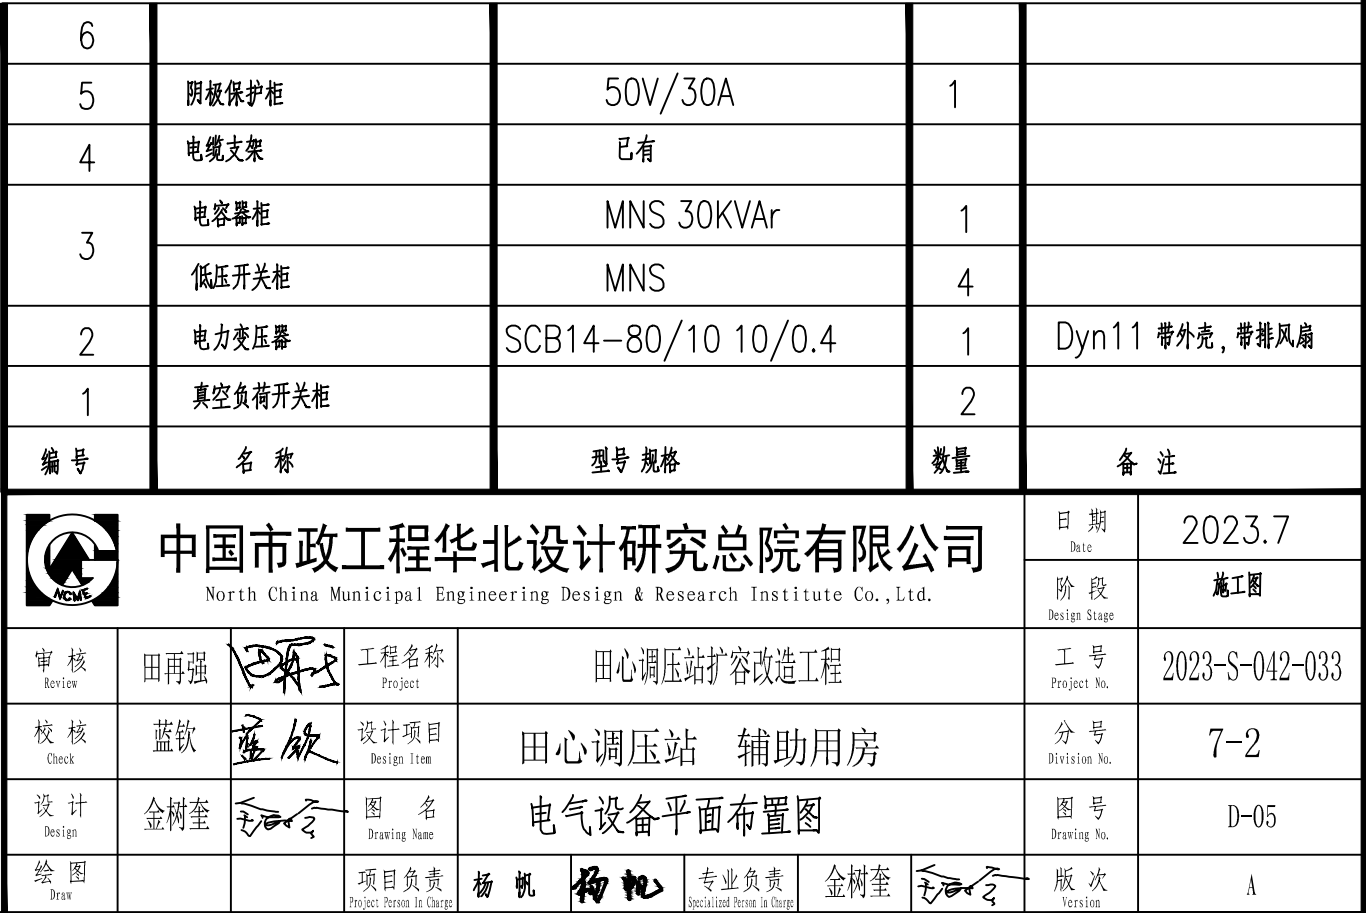 6
5 阴极保护柜 50V/30A 1
4 电缆支架 已有
3 电容器柜 MNS 30KVAr 1
低压开关柜 MNS 4
2 电力变压器 SCB14-80/10 10/0.4 1 Dyn11 带外壳,带排风扇
1 真空负荷开关柜 2
编号 名称 型号 规格 数量 备注
NCME
中国市政工程华北设计研究总院有限公司
North China Municipal Engineering Design & Research Institute Co.,Ltd.
日期 2023.7
Date
阶段 施工图
Design Stage
审核 田再强 田再强 工程名称 田心调压站扩容改造工程 工号 2023-S-042-033
Review Project Project No.
校核 蓝钦 蓝钦 设计项目 田心调压站 辅助用房 分号 7-2
Check Design Item Division No.
设计 金树奎 图名 电气设备平面布置图 图号 D-05
Design Drawing Name Drawing No.
绘图 项目负责 杨帆 杨帆 专业负责 金树奎 版次 A
Draw Project Person In Charge Specialized Person In Charge Version